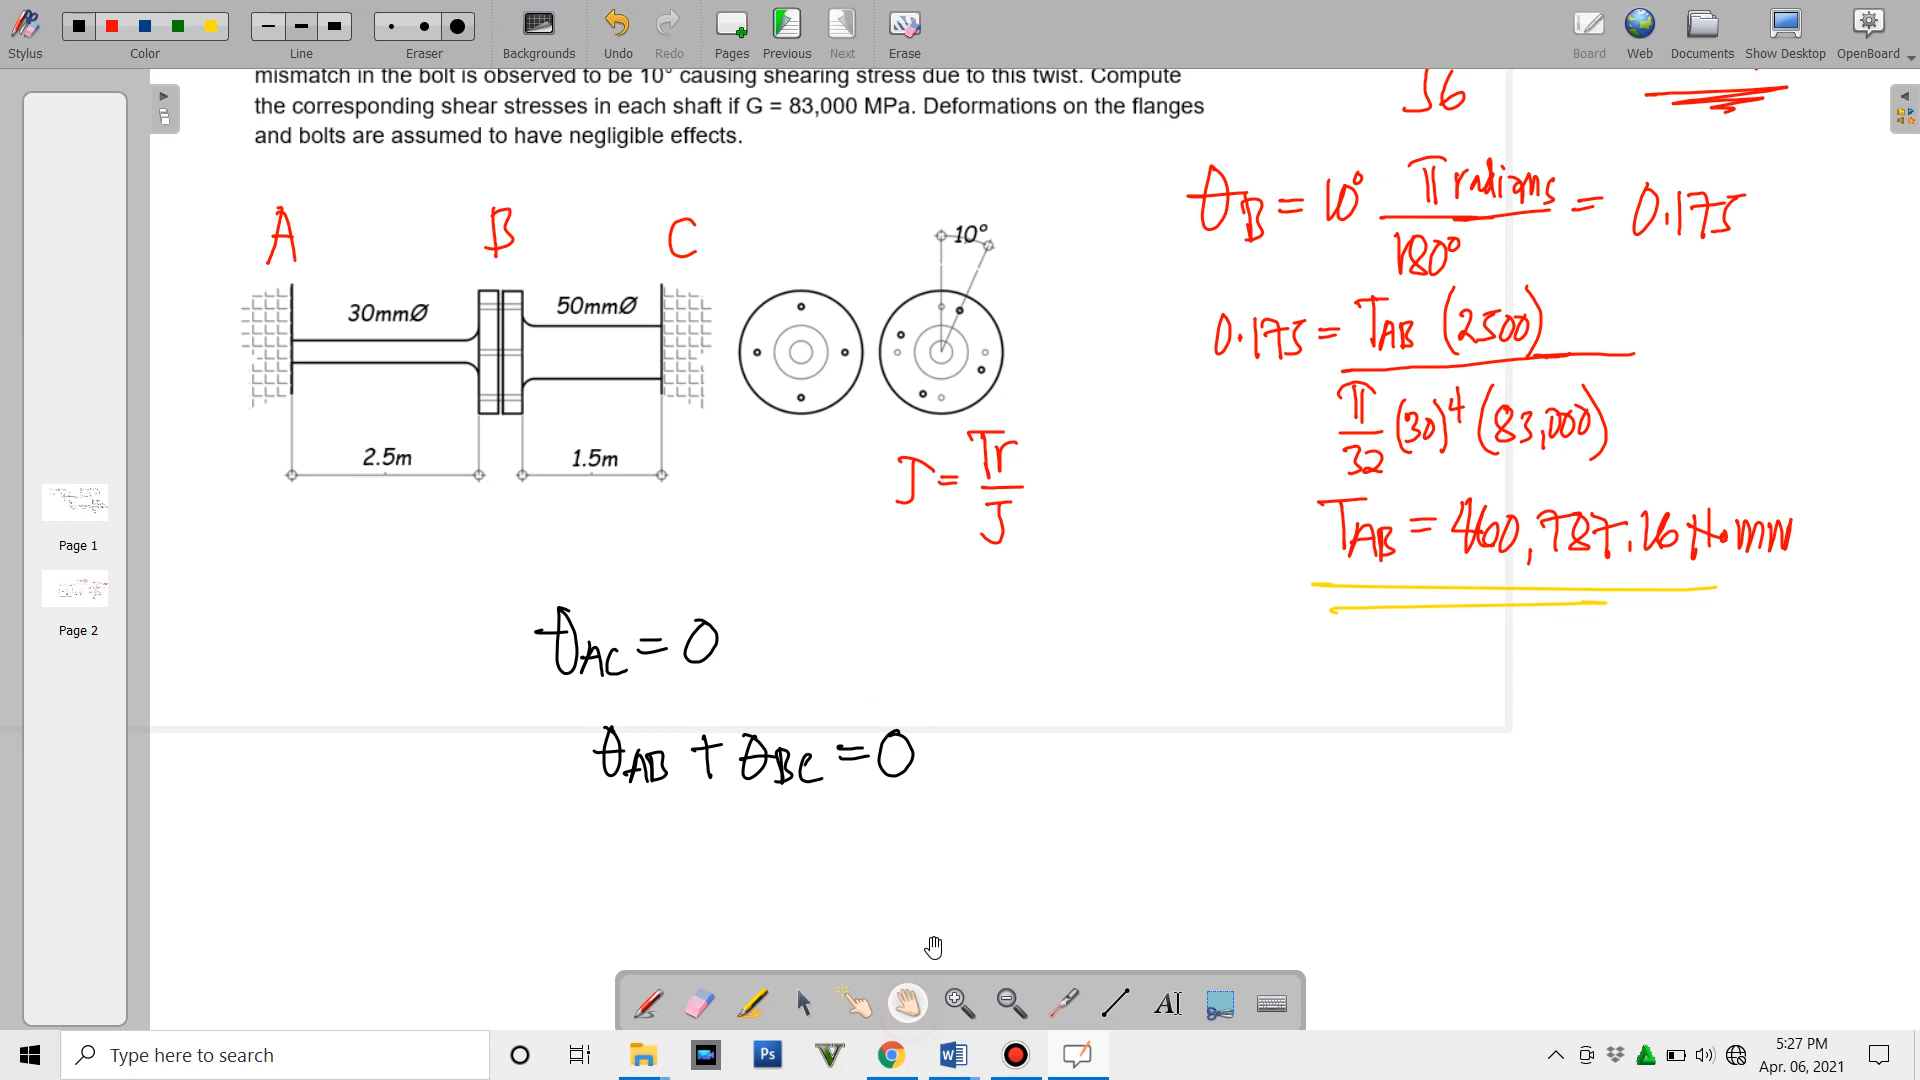 Stylus
Color
Line
Eraser
Backgrounds
Undo
Redo
Pages
Previous
Next
Erase
Board
Web
Documents
Show Desktop
OpenBoard
mismatch in the bolt is observed to be 10° causing shearing stress due to this twist. Compute
the corresponding shear stresses in each shaft if G = 83,000 MPa. Deformations on the flanges
and bolts are assumed to have negligible effects.
A B C
30mmØ
50mmØ
10°
2.5m
1.5m
J = Tr
J
θB = 10° π radians = 0.175
180°
0.175 = TAB (2500)
π (30)⁴ (83,000)
32
TAB = 460,787.16 N·mm
θAC = 0
θAB + θBC = 0
Page 1
Page 2
Type here to search
Ps
5:27 PM
Apr. 06, 2021